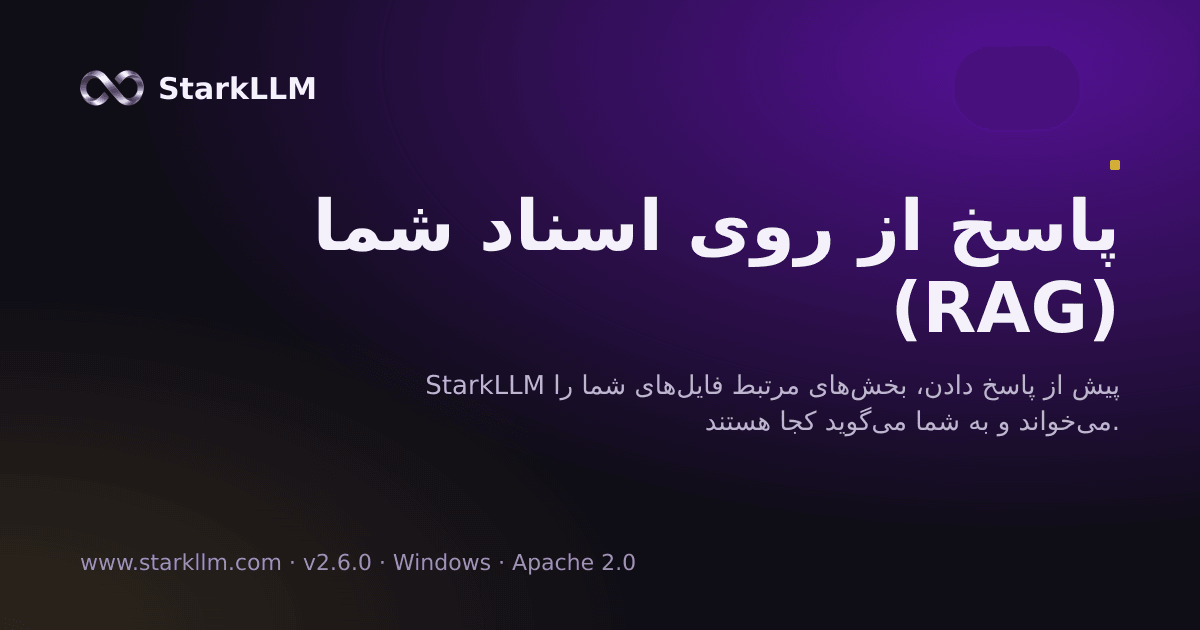 StarkLLM
پاسخ از روی اسناد شما
(RAG)
StarkLLM پیش از پاسخ دادن، بخش‌های مرتبط فایل‌های شما را
می‌خواند و به شما می‌گوید کجا هستند.
www.starkllm.com · v2.6.0 · Windows · Apache 2.0